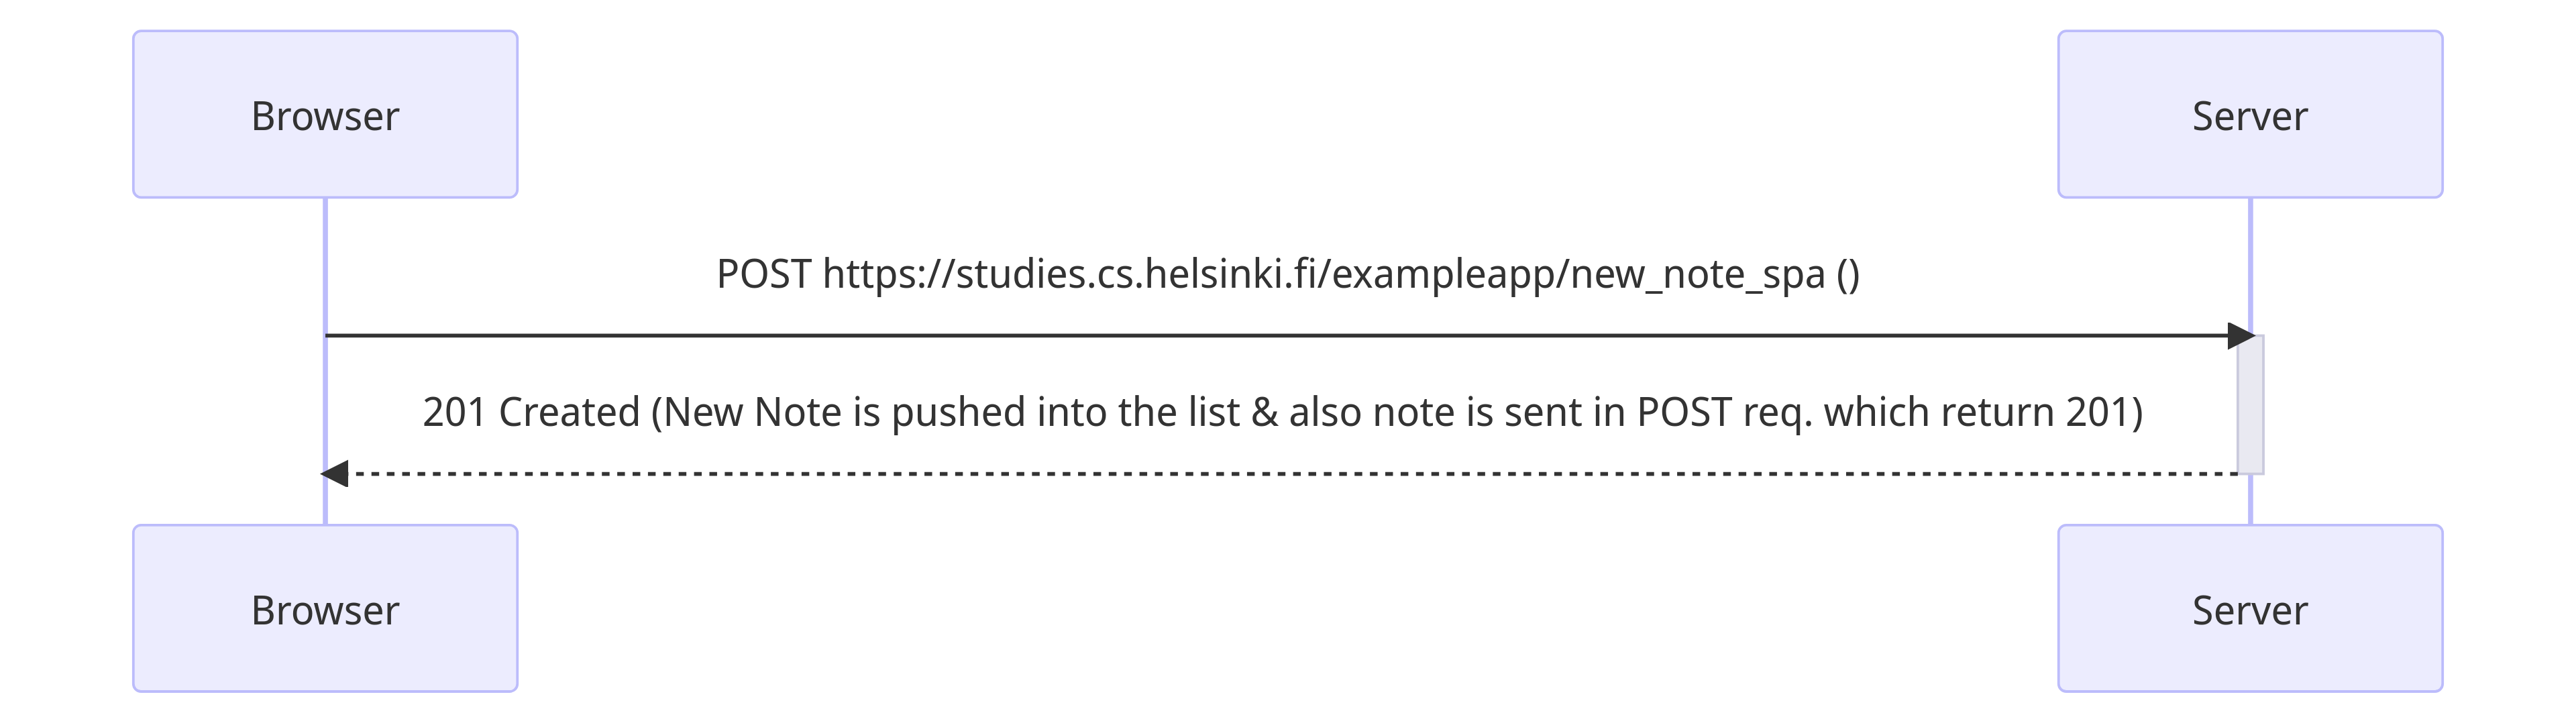 Browser
Server
POST https://studies.cs.helsinki.fi/exampleapp/new_note_spa ()
201 Created (New Note is pushed into the list & also note is sent in POST req. which return 201)
Browser
Server